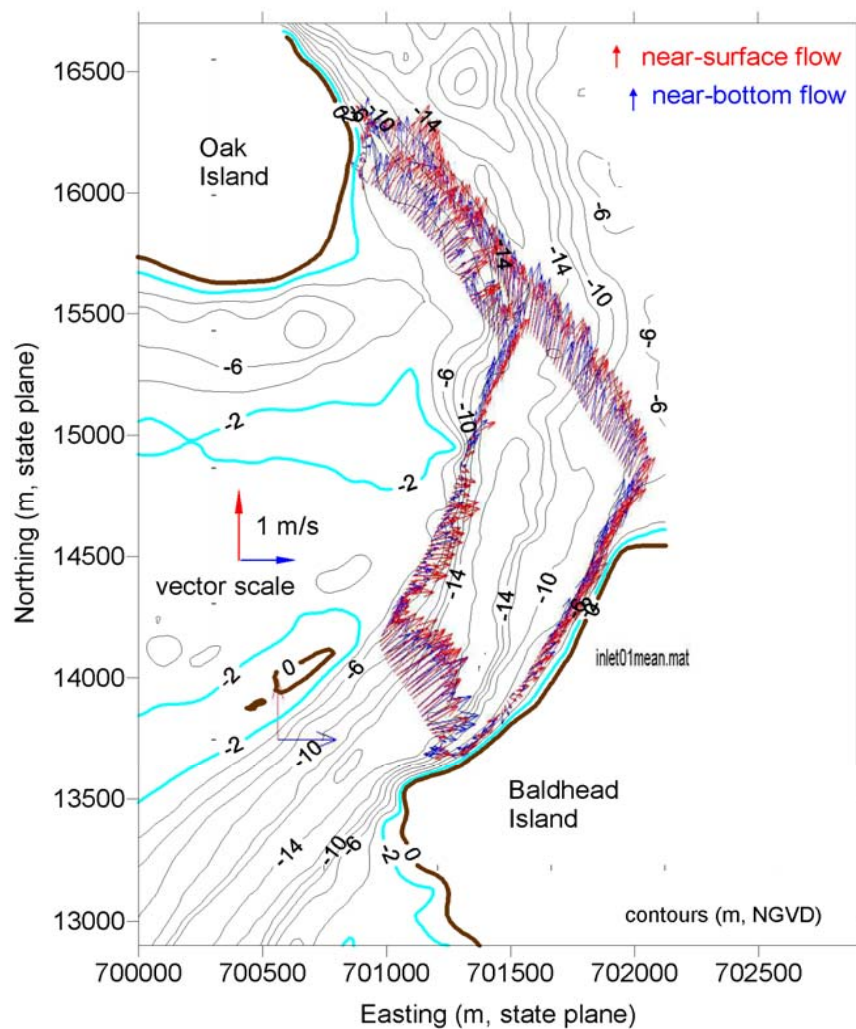 near-surface flow
near-bottom flow
Oak
Island
1 m/s
vector scale
inlet01mean.mat
Baldhead
Island
contours (m, NGVD)
Northing (m, state plane)
16500
16000
15500
15000
14500
14000
13500
13000
700000 700500 701000 701500 702000 702500
Easting (m, state plane)
-10
-14
-6
-14
-14
-10
-6
-6
-6
-6
-2
-10
-2
-14
-10
-14
0
-2
-6
-2
-10
-14
-10
-6
-2
0